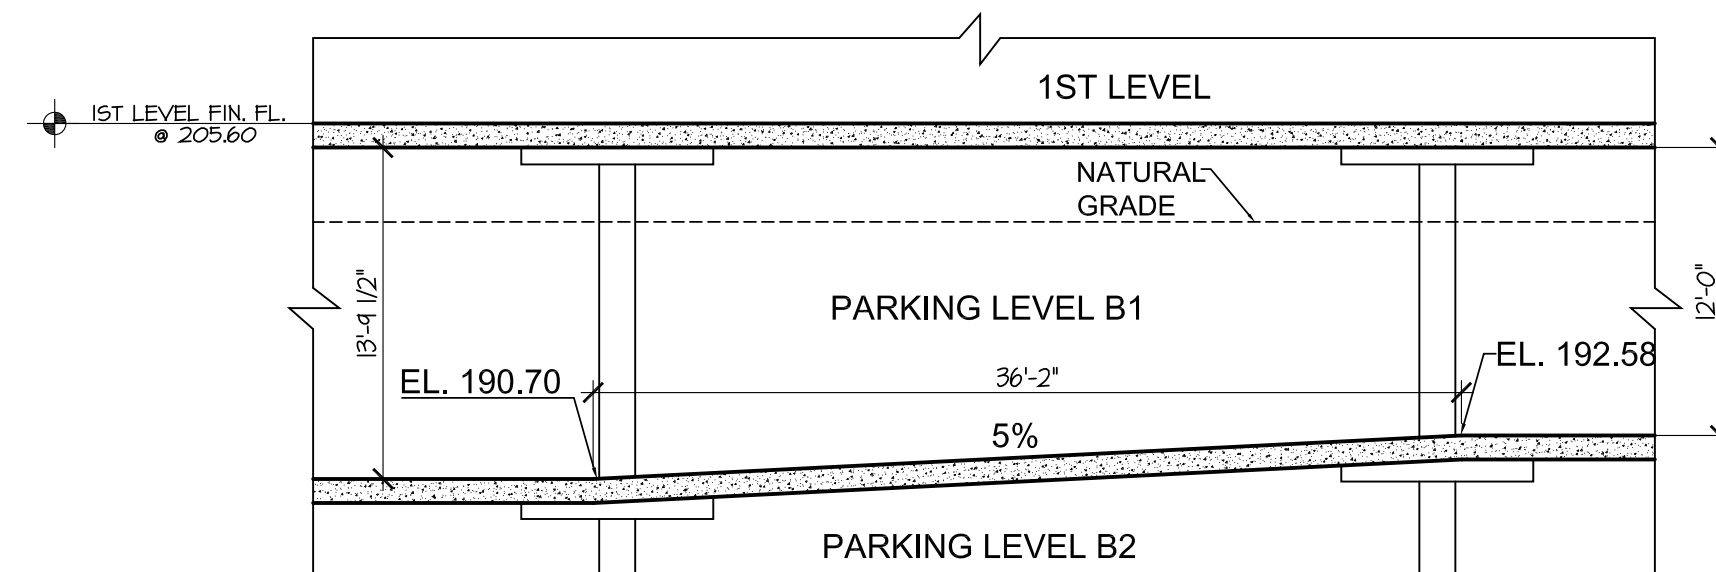 1ST LEVEL
1ST LEVEL FIN. FL.
@ 205.60
NATURAL
GRADE
13'-9 1/2"
PARKING LEVEL B1
12'-0"
EL. 190.70
36'-2"
EL. 192.58
5%
PARKING LEVEL B2